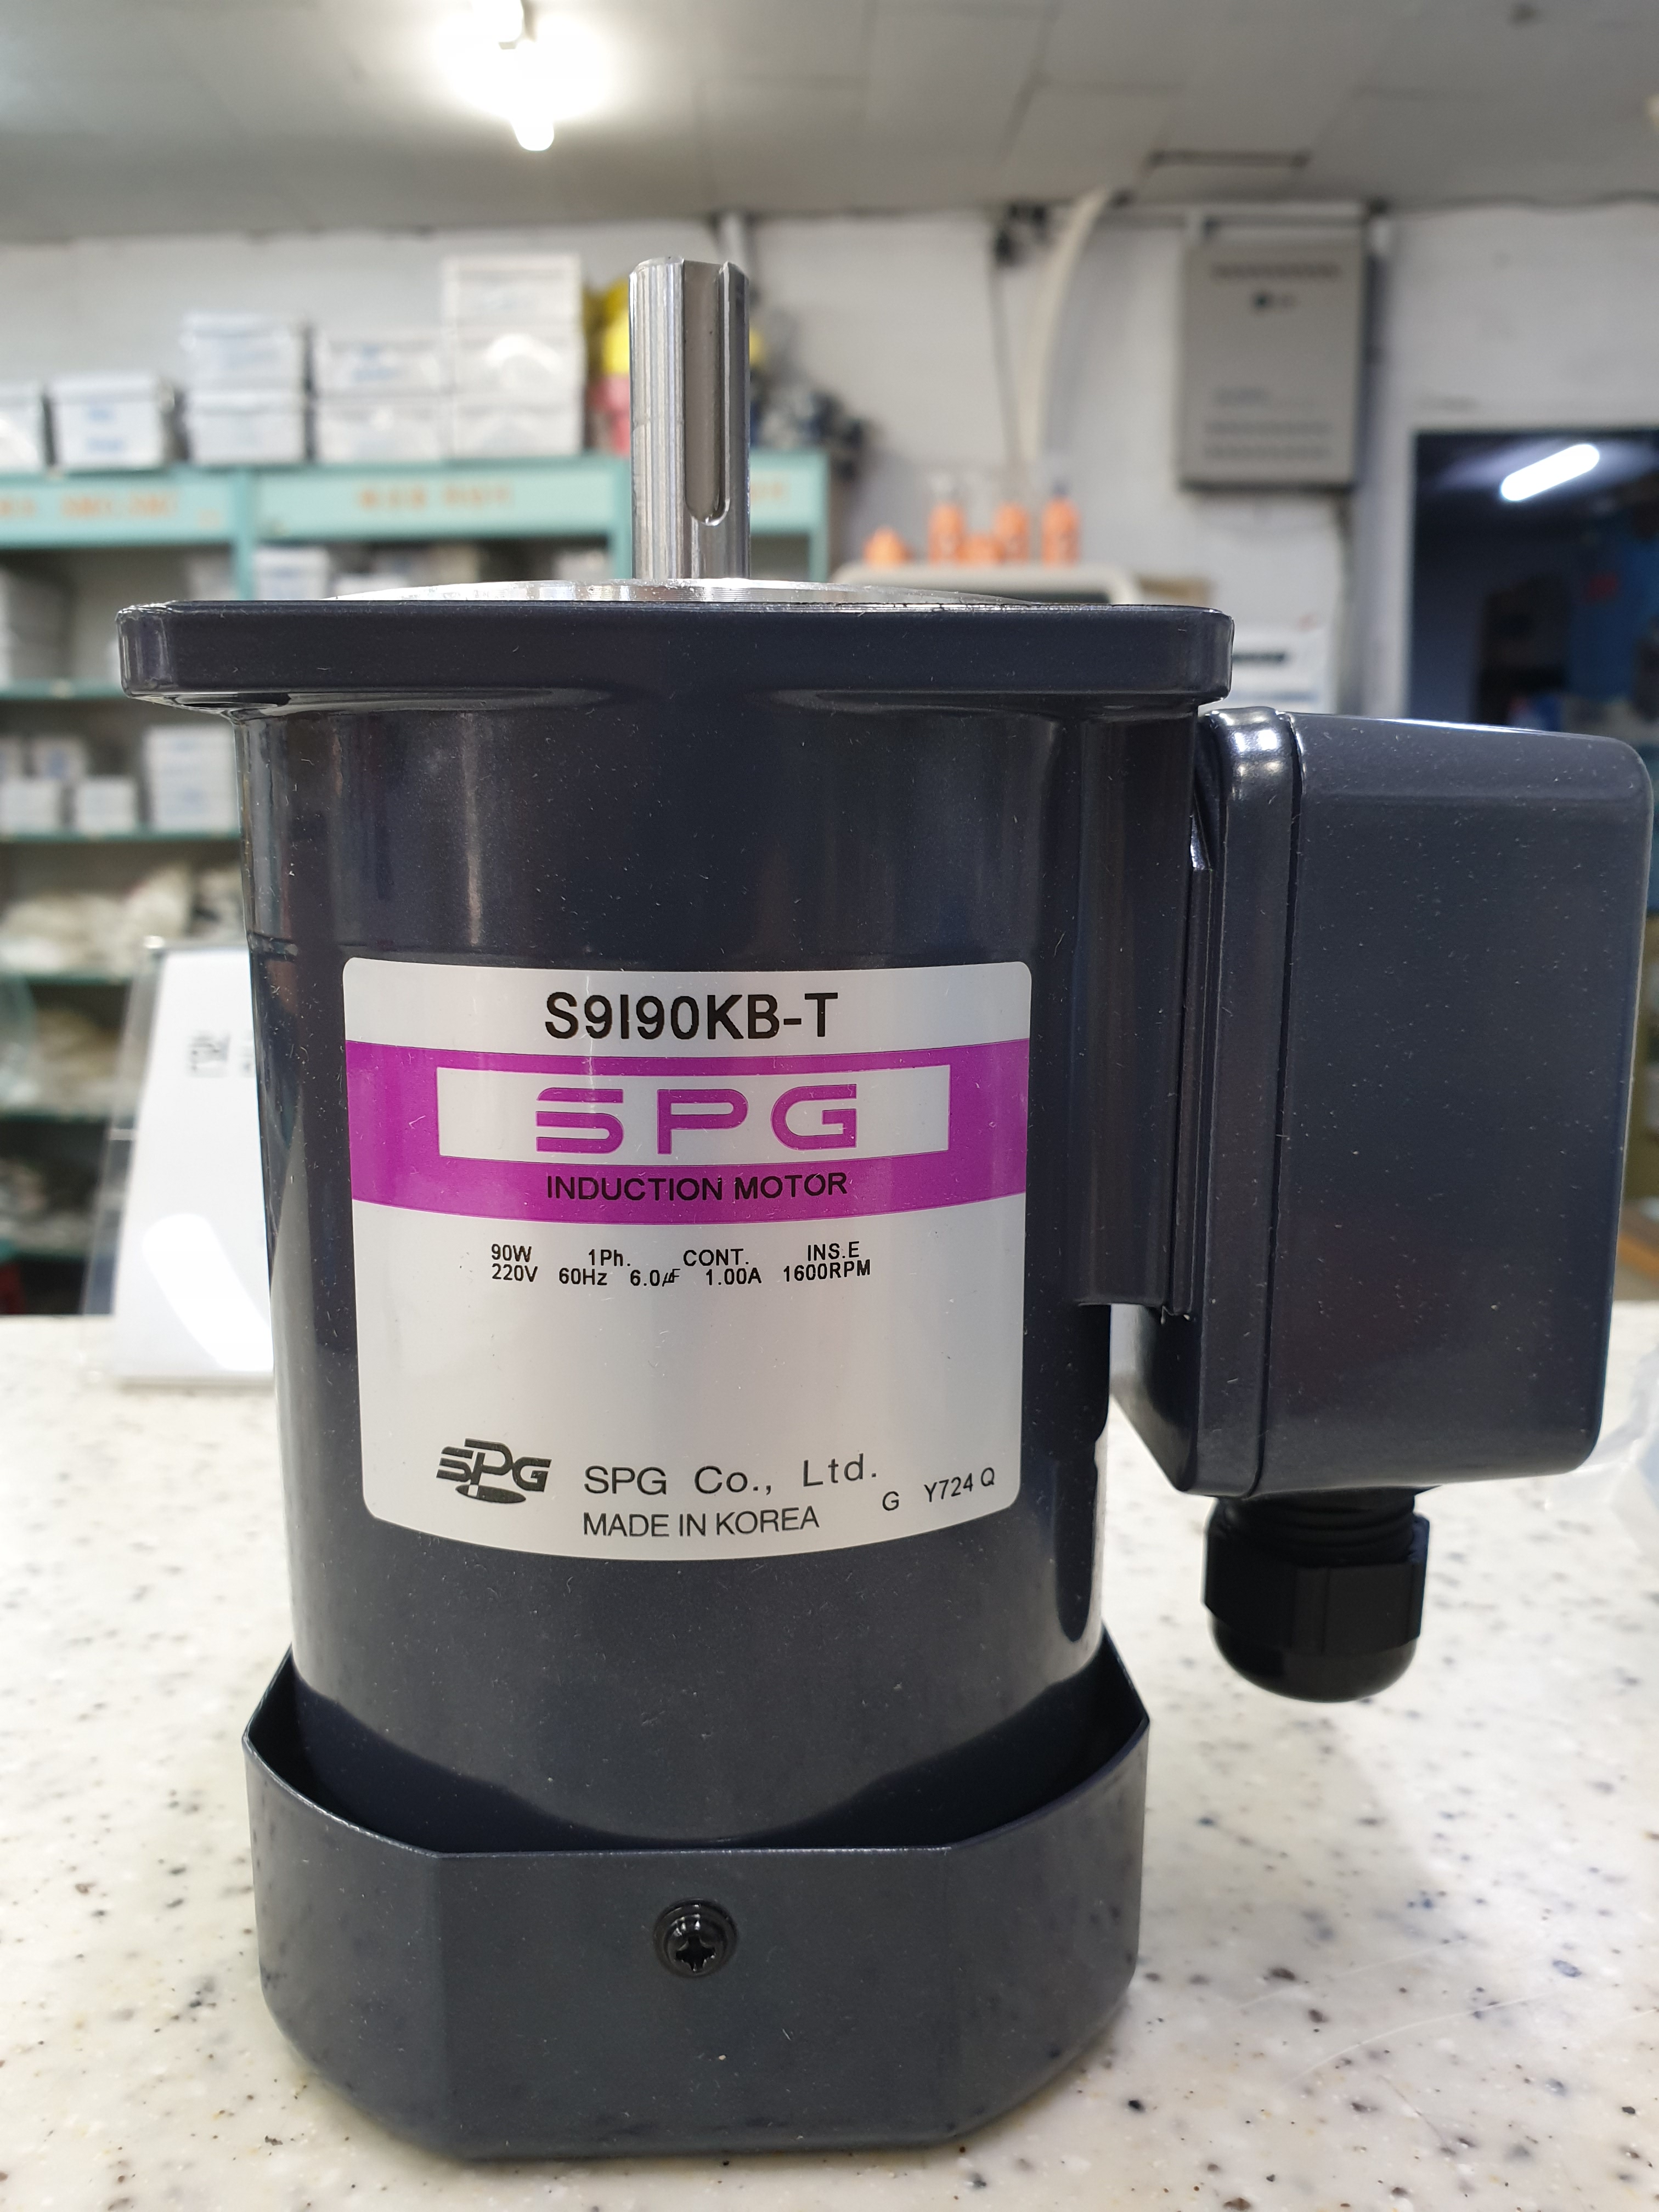 S9I90KB-T
SPG
INDUCTION MOTOR
90W 1Ph. CONT. INS.E
220V 60Hz 6.0㎌ 1.00A 1600RPM
SPG SPG Co., Ltd.
MADE IN KOREA G Y724 Q